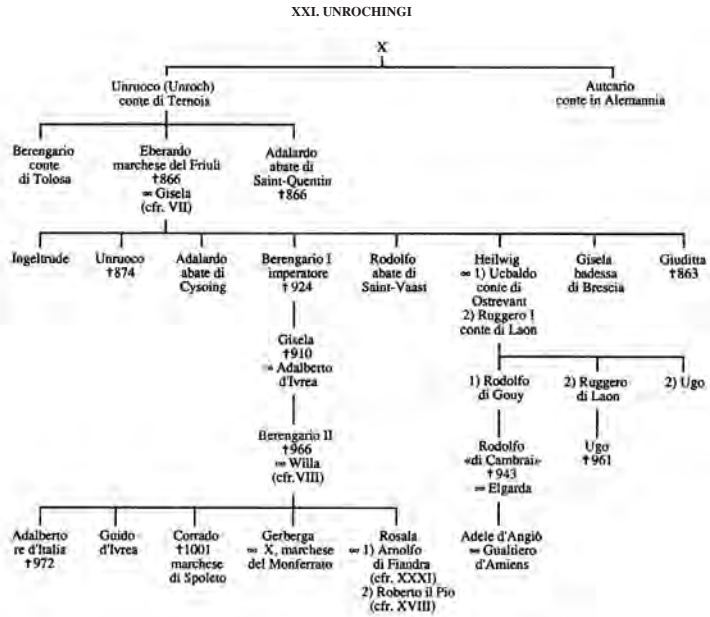 XXI. UNROCHINGI
X
Unruoco (Unroch)
conte di Ternois
Autcario
conte in Alemannia
Berengario
conte
di Tolosa
Eberardo
marchese del Friuli
†866
∞ Gisela
(cfr. VII)
Adalardo
abate di
Saint-Quentin
†866
Ingeltrude
Unruoco
†874
Adalardo
abate di
Cysoing
Berengario I
imperatore
†924
Rodolfo
abate di
Saint-Vaast
Heilwig
∞ 1) Ucbaldo
conte di
Ostrevant
2) Ruggero I
conte di Laon
Gisela
badessa
di Brescia
Giuditta
†863
Gisela
†910
∞ Adalberto
d'Ivrea
1) Rodolfo
di Gouy
2) Ruggero
di Laon
2) Ugo
Berengario II
†966
∞ Willa
(cfr.VIII)
Rodolfo
«di Cambrai»
†943
∞ Elgarda
Ugo
†961
Adalberto
re d'Italia
†972
Guido
d'Ivrea
Corrado
†1001
marchese
di Spoleto
Gerberga
∞ X, marchese
del Monferrato
Rosala
∞ 1) Arnolfo
di Fiandra
(cfr. XXXI)
2) Roberto il Pio
(cfr. XVIII)
Adele d'Angiò
∞ Gualtiero
d'Amiens